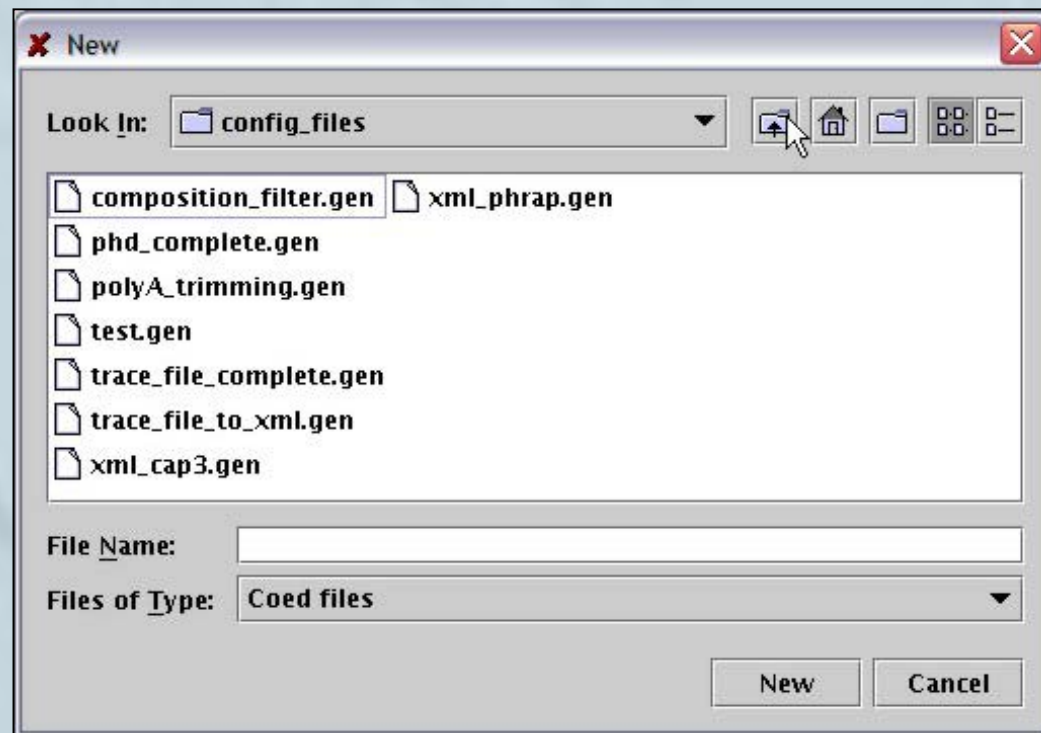 New
Look In: config_files
composition_filter.gen xml_phrap.gen
phd_complete.gen
polyA_trimming.gen
test.gen
trace_file_complete.gen
trace_file_to_xml.gen
xml_cap3.gen
File Name:
Files of Type: Coed files
New Cancel